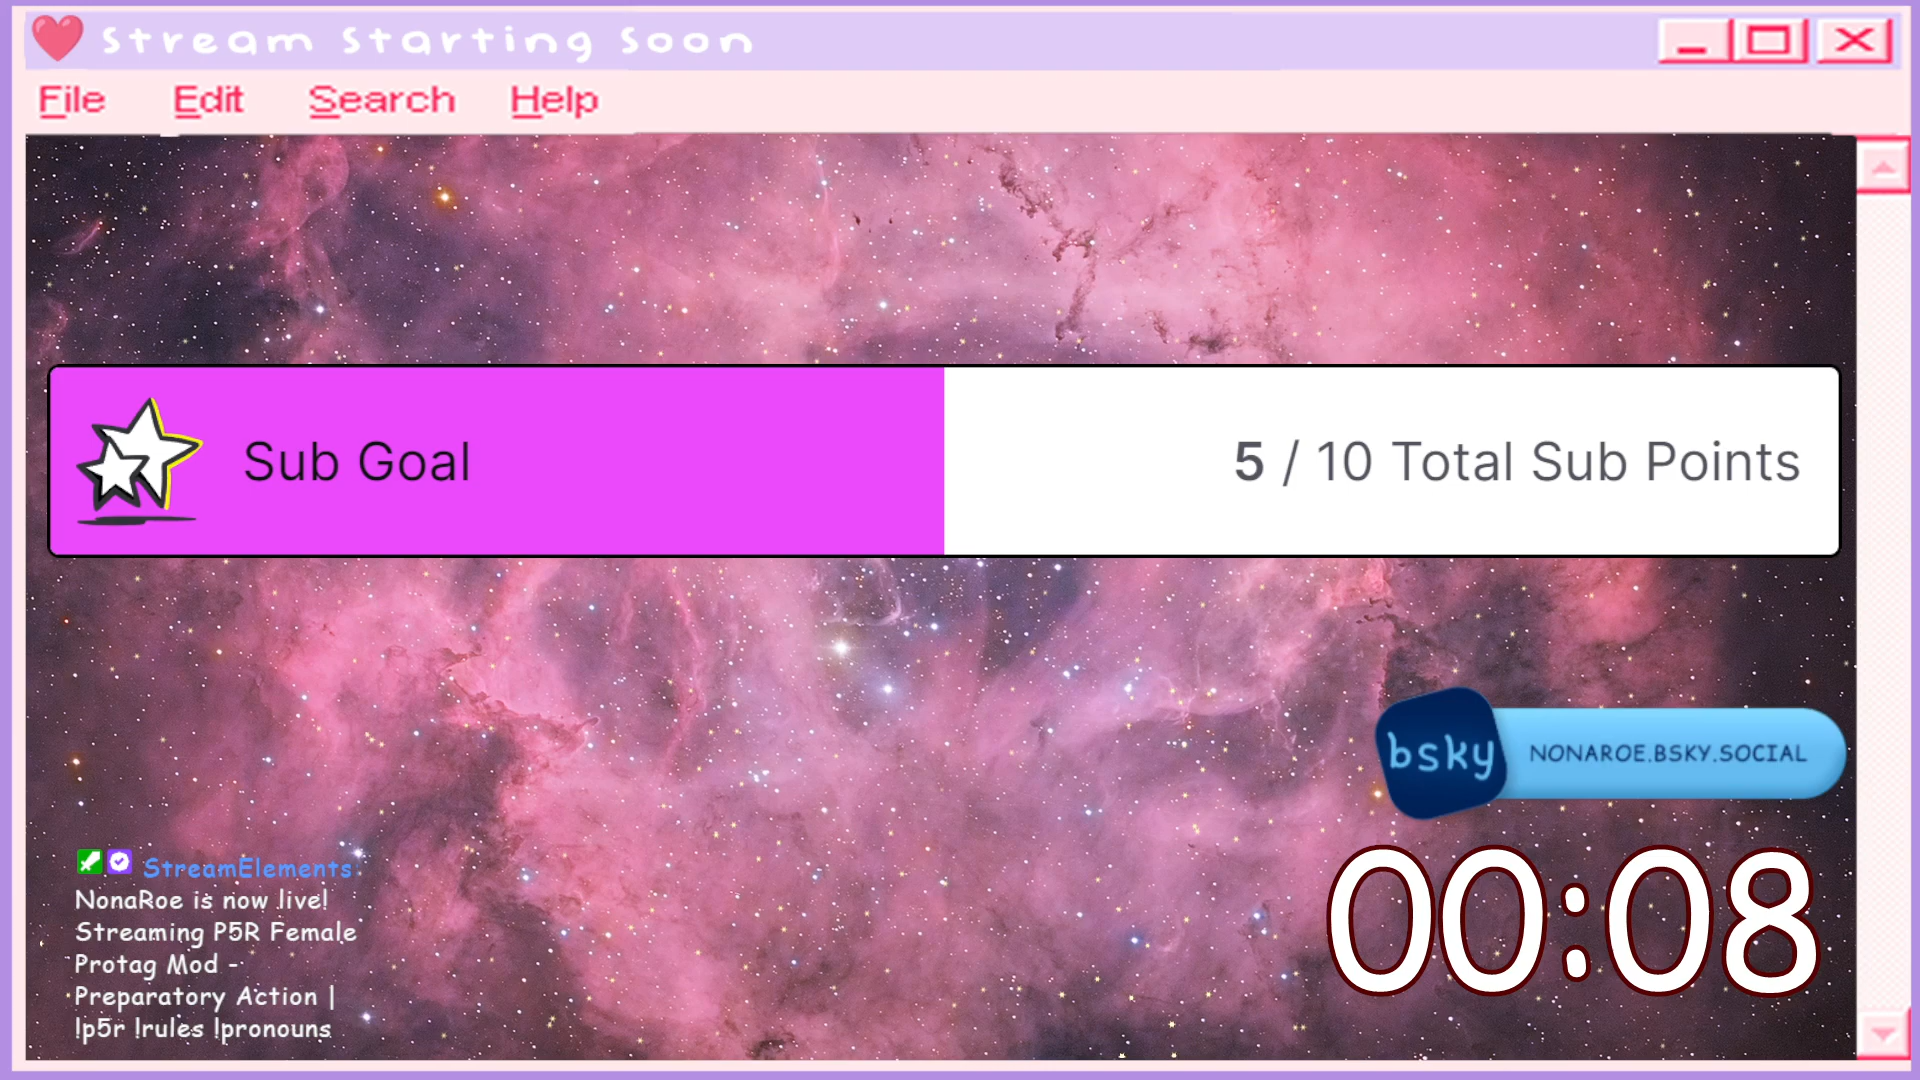 Stream Starting Soon
File Edit Search Help
Sub Goal
5 / 10 Total Sub Points
bsky NONAROE.BSKY.SOCIAL
StreamElements
NonaRoe is now live!
Streaming P5R Female
Protag Mod -
Preparatory Action |
!p5r !rules !pronouns
00:08